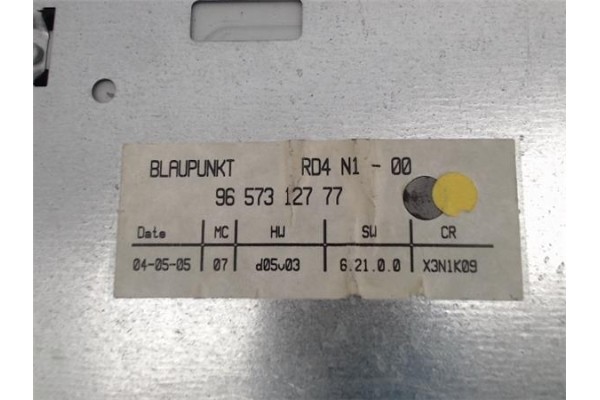 BLAUPUNKT RD4 N1 - 00
96 573 127 77
Date MC HW SW CR
04-05-05 07 d05v03 6.21.0.0 X3N1K09